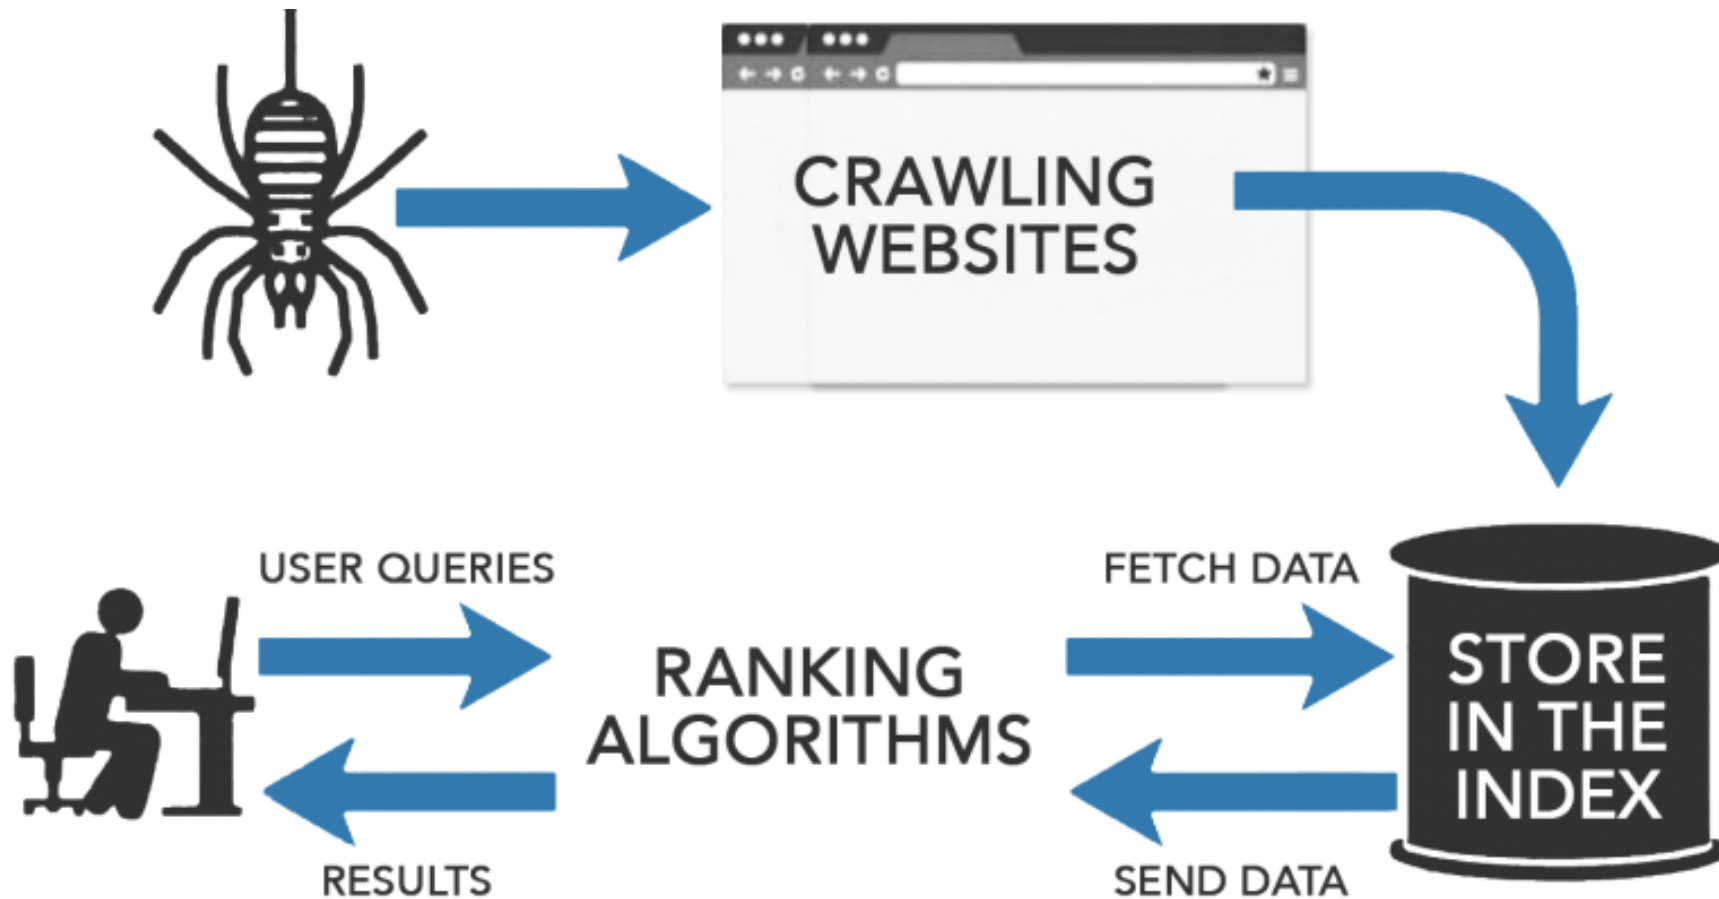 CRAWLING
WEBSITES
USER QUERIES
FETCH DATA
RANKING
ALGORITHMS
STORE
IN THE
INDEX
RESULTS
SEND DATA